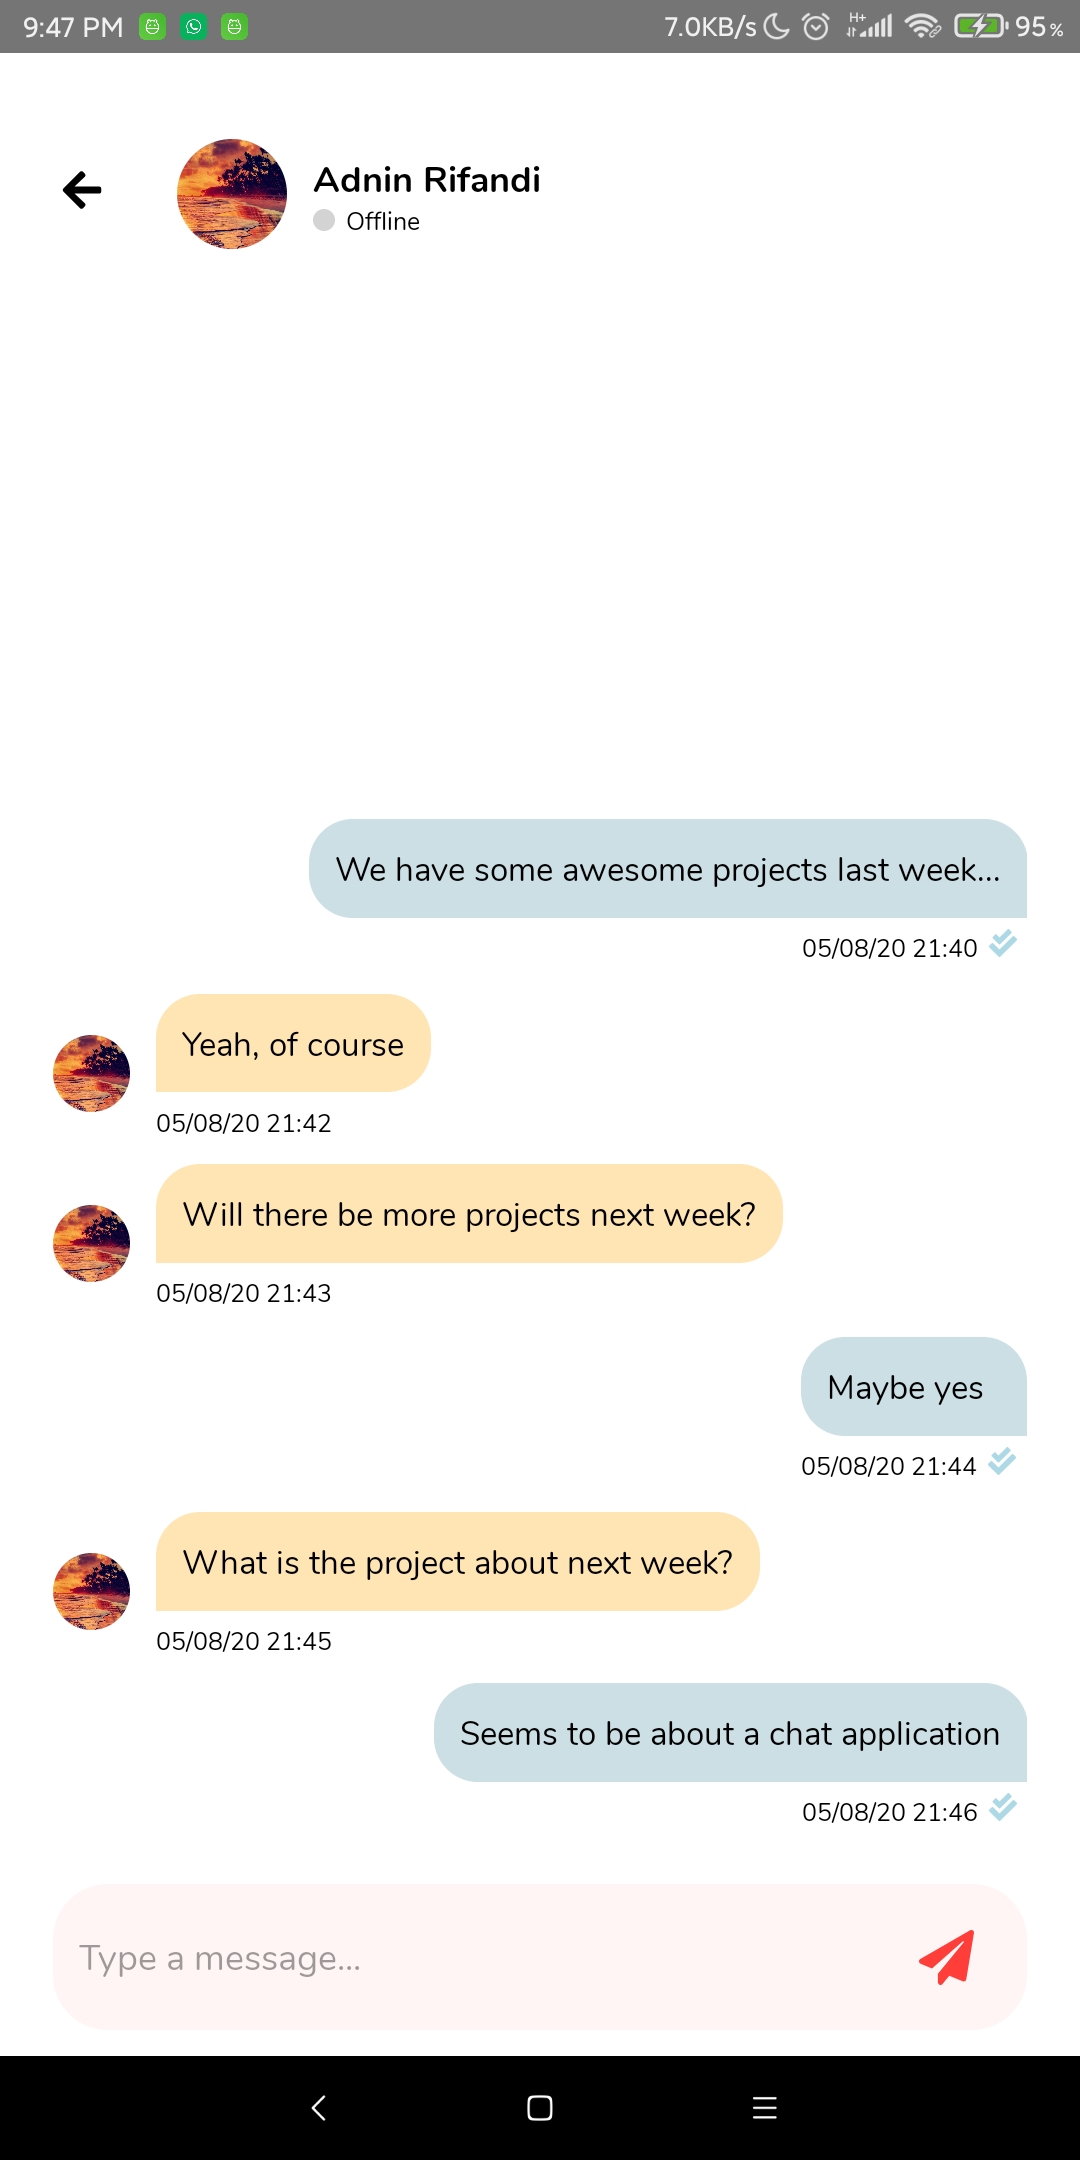 9:47 PM 7.0KB/s H+ 95%
Adnin Rifandi
Offline
We have some awesome projects last week...
05/08/20 21:40
Yeah, of course
05/08/20 21:42
Will there be more projects next week?
05/08/20 21:43
Maybe yes
05/08/20 21:44
What is the project about next week?
05/08/20 21:45
Seems to be about a chat application
05/08/20 21:46
Type a message...